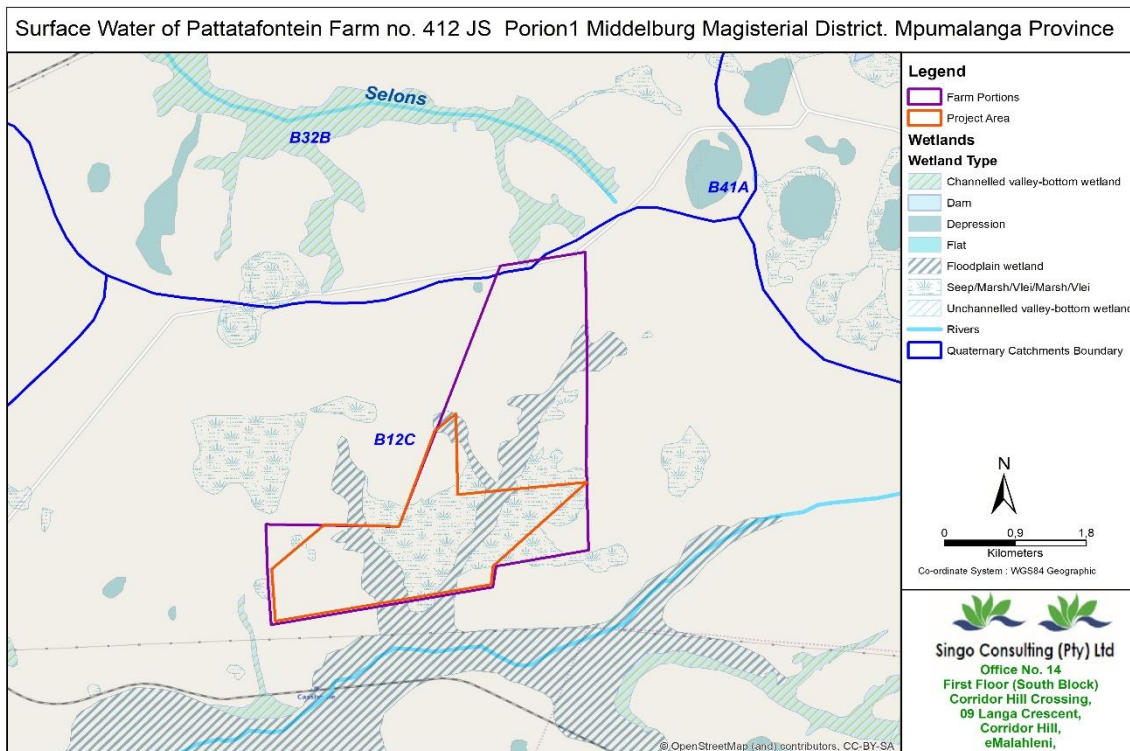 Surface Water of Pattatafontein Farm no. 412 JS Porion1 Middelburg Magisterial District. Mpumalanga Province
Selons
B32B
B41A
B12C
Legend
Farm Portions
Project Area
Wetlands
Wetland Type
Channelled valley-bottom wetland
Dam
Depression
Flat
Floodplain wetland
Seep/Marsh/Vlei/Marsh/Vlei
Unchannelled valley-bottom wetland
Rivers
Quaternary Catchments Boundary
N
0 0,9 1,8
Kilometers
Co-ordinate System : WGS84 Geographic
Singo Consulting (Pty) Ltd
Office No. 14
First Floor (South Block)
Corridor Hill Crossing,
09 Langa Crescent,
Corridor Hill,
eMalahleni,
© OpenStreetMap (and) contributors, CC-BY-SA